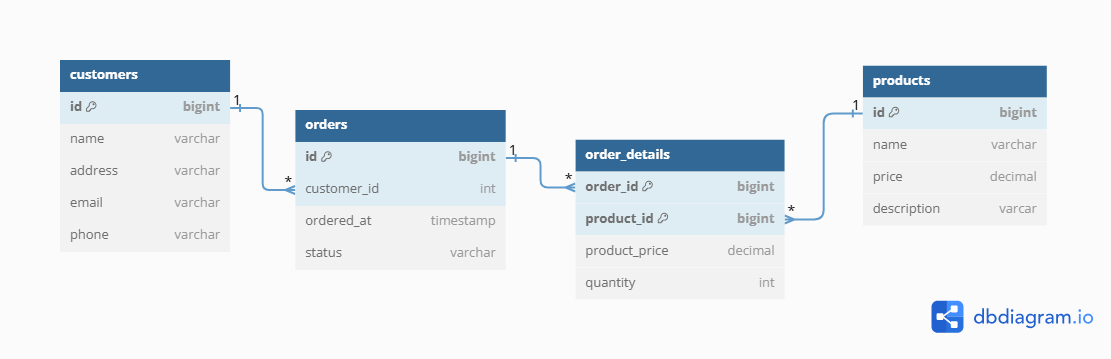 customers
id bigint
name varchar
address varchar
email varchar
phone varchar
1
*
orders
id bigint
customer_id int
ordered_at timestamp
status varchar
1
*
order_details
order_id bigint
product_id bigint
product_price decimal
quantity int
*
1
products
id bigint
name varchar
price decimal
description varcar
dbdiagram.io